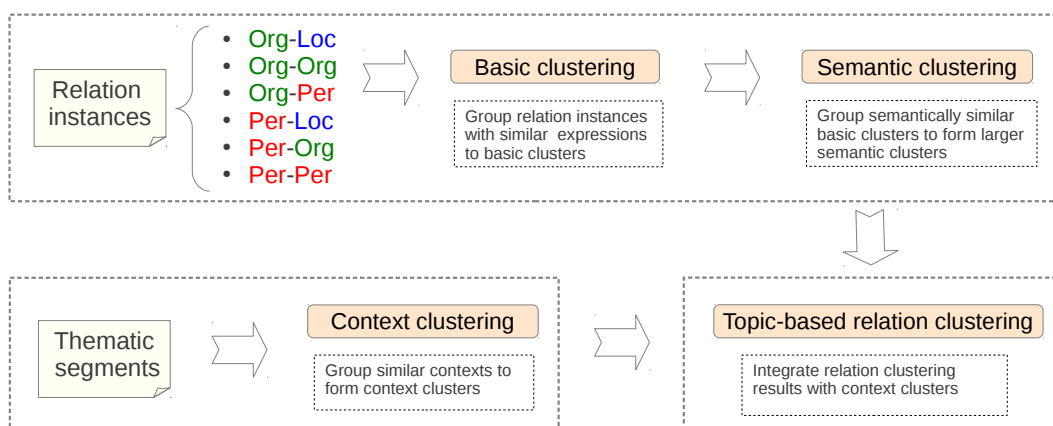 Relation
instances
• Org-Loc
• Org-Org
• Org-Per
• Per-Loc
• Per-Org
• Per-Per
Basic clustering
Group relation instances
with similar expressions
to basic clusters
Semantic clustering
Group semantically similar
basic clusters to form larger
semantic clusters
Thematic
segments
Context clustering
Group similar contexts to
form context clusters
Topic-based relation clustering
Integrate relation clustering
results with context clusters